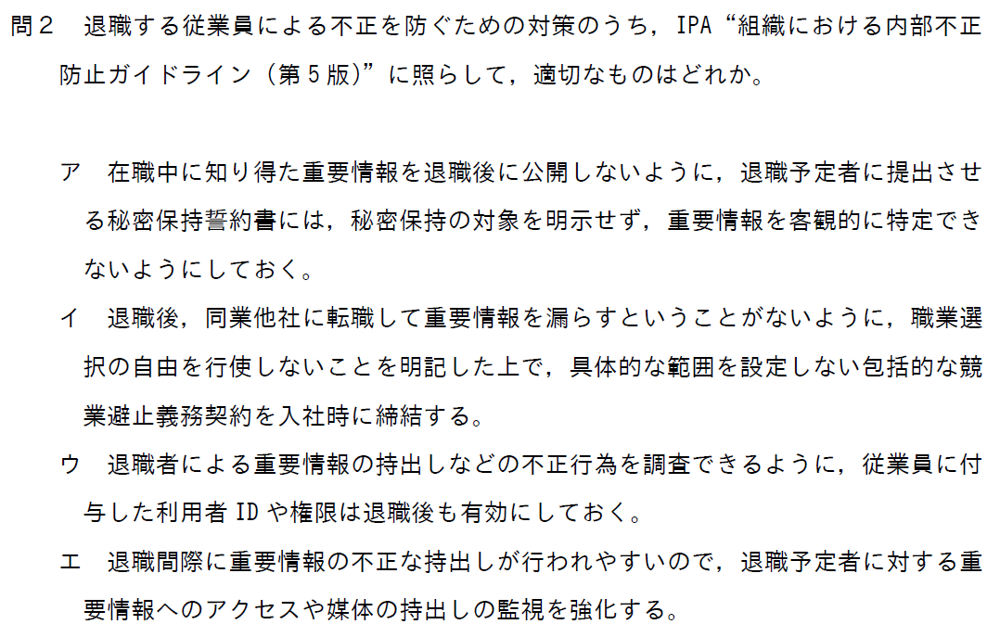 問２　退職する従業員による不正を防ぐための対策のうち，IPA“組織における内部不正
防止ガイドライン（第５版）”に照らして，適切なものはどれか。
ア　在職中に知り得た重要情報を退職後に公開しないように，退職予定者に提出させ
る秘密保持誓約書には，秘密保持の対象を明示せず，重要情報を客観的に特定でき
ないようにしておく。
イ　退職後，同業他社に転職して重要情報を漏らすということがないように，職業選
択の自由を行使しないことを明記した上で，具体的な範囲を設定しない包括的な競
業避止義務契約を入社時に締結する。
ウ　退職者による重要情報の持出しなどの不正行為を調査できるように，従業員に付
与した利用者 ID や権限は退職後も有効にしておく。
エ　退職間際に重要情報の不正な持出しが行われやすいので，退職予定者に対する重
要情報へのアクセスや媒体の持出しの監視を強化する。